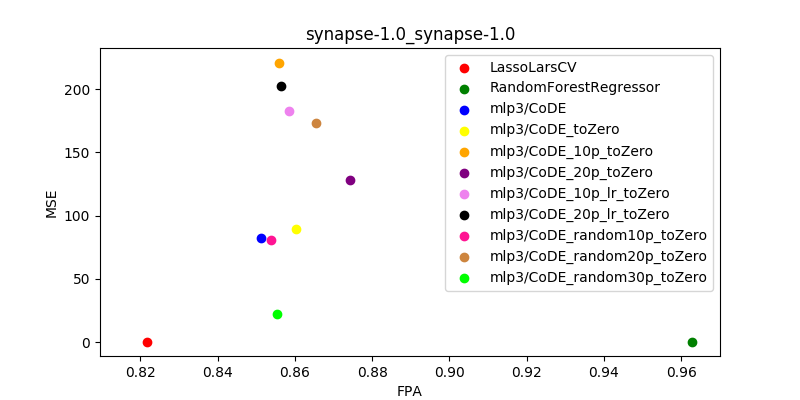 synapse-1.0_synapse-1.0
MSE
200
150
100
50
0
LassoLarsCV
RandomForestRegressor
mlp3/CoDE
mlp3/CoDE_toZero
mlp3/CoDE_10p_toZero
mlp3/CoDE_20p_toZero
mlp3/CoDE_10p_lr_toZero
mlp3/CoDE_20p_lr_toZero
mlp3/CoDE_random10p_toZero
mlp3/CoDE_random20p_toZero
mlp3/CoDE_random30p_toZero
0.82 0.84 0.86 0.88 0.90 0.92 0.94 0.96
FPA